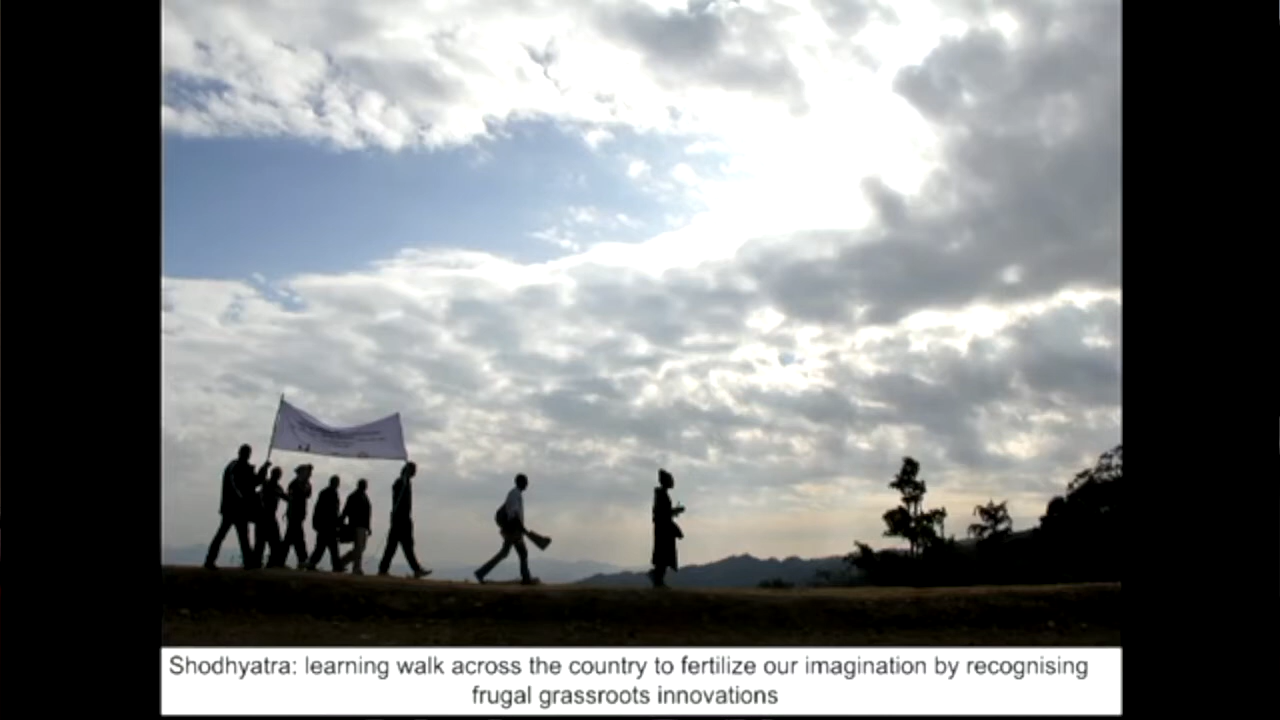 Shodhyatra: learning walk across the country to fertilize our imagination by recognising
frugal grassroots innovations